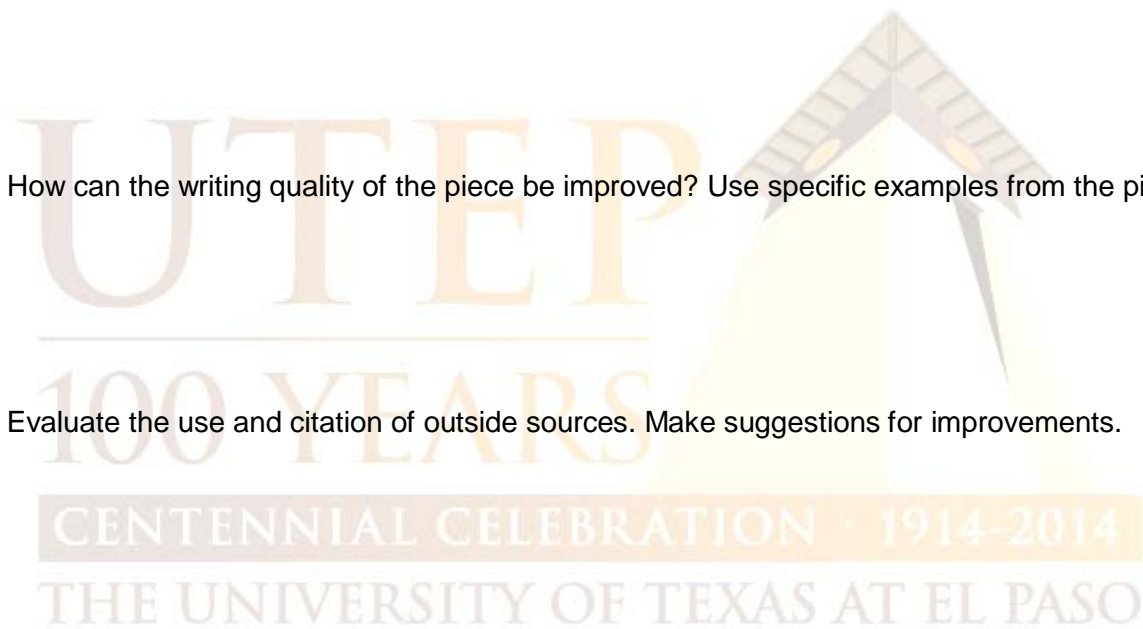 UTEP
How can the writing quality of the piece be improved? Use specific examples from the pi
100 YEARS
Evaluate the use and citation of outside sources. Make suggestions for improvements.
CENTENNIAL CELEBRATION · 1914-2014
THE UNIVERSITY OF TEXAS AT EL PASO